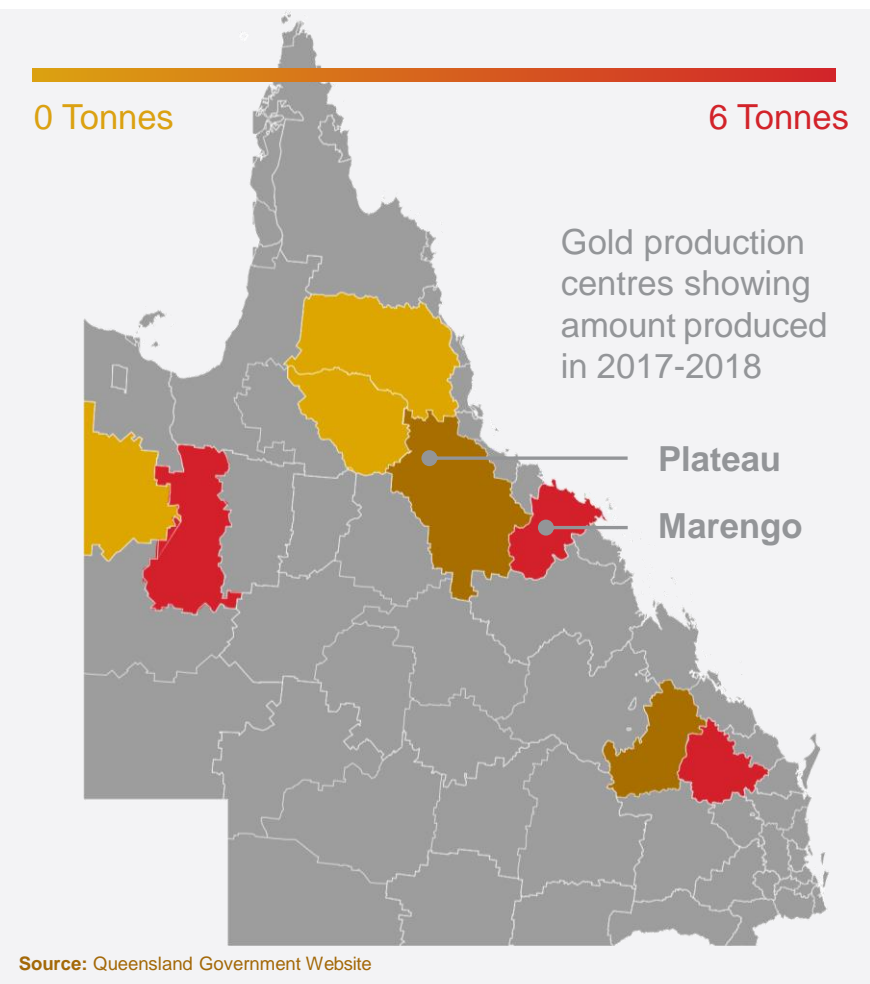 0 Tonnes
6 Tonnes
Gold production
centres showing
amount produced
in 2017-2018
Plateau
Marengo
Source: Queensland Government Website